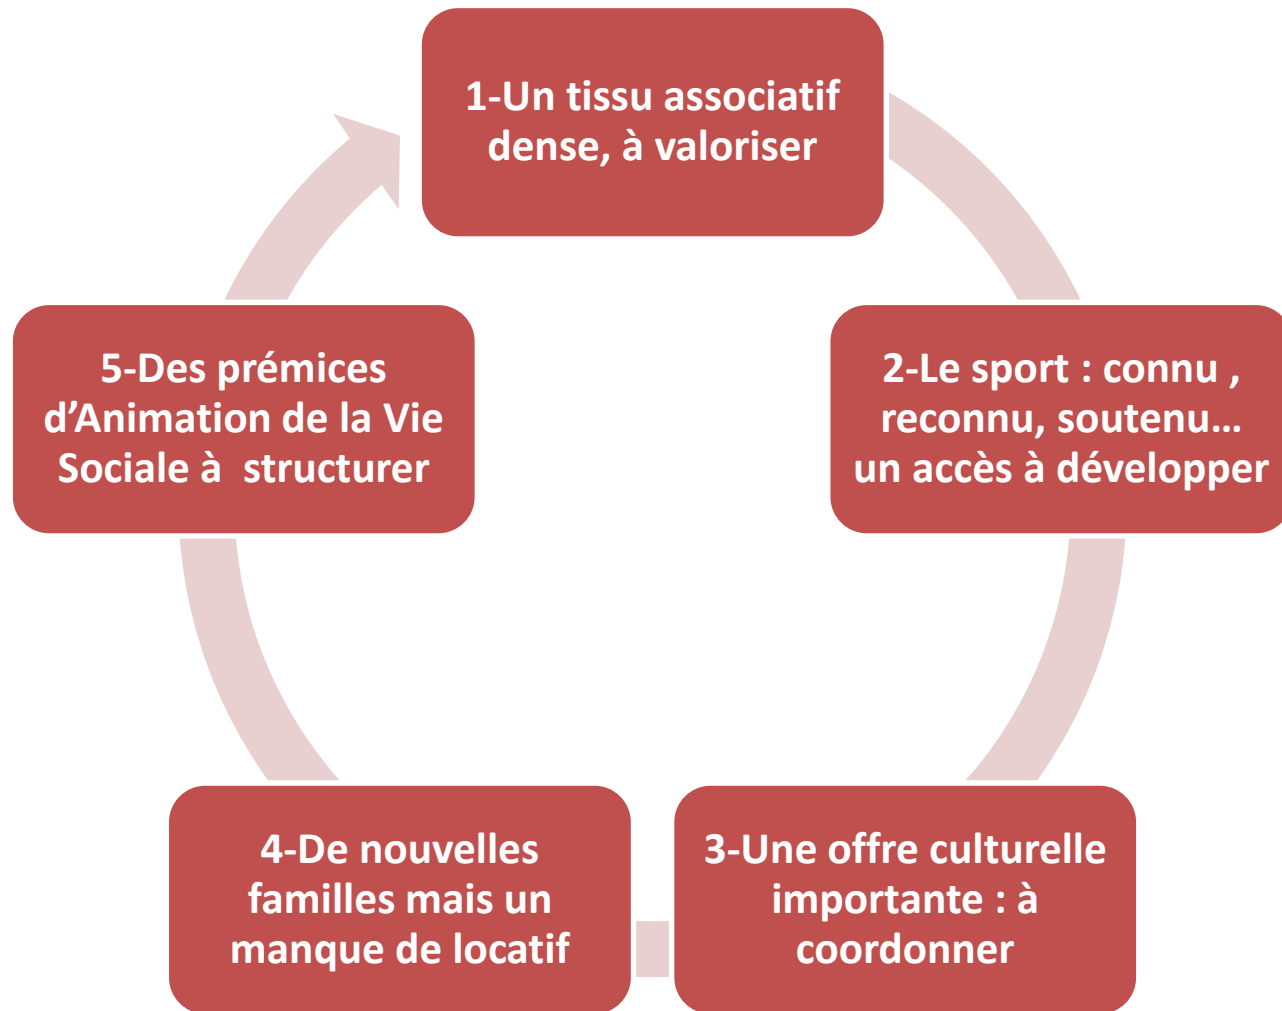 1-Un tissu associatif
dense, à valoriser
2-Le sport : connu ,
reconnu, soutenu…
un accès à développer
3-Une offre culturelle
importante : à
coordonner
4-De nouvelles
familles mais un
manque de locatif
5-Des prémices
d’Animation de la Vie
Sociale à  structurer